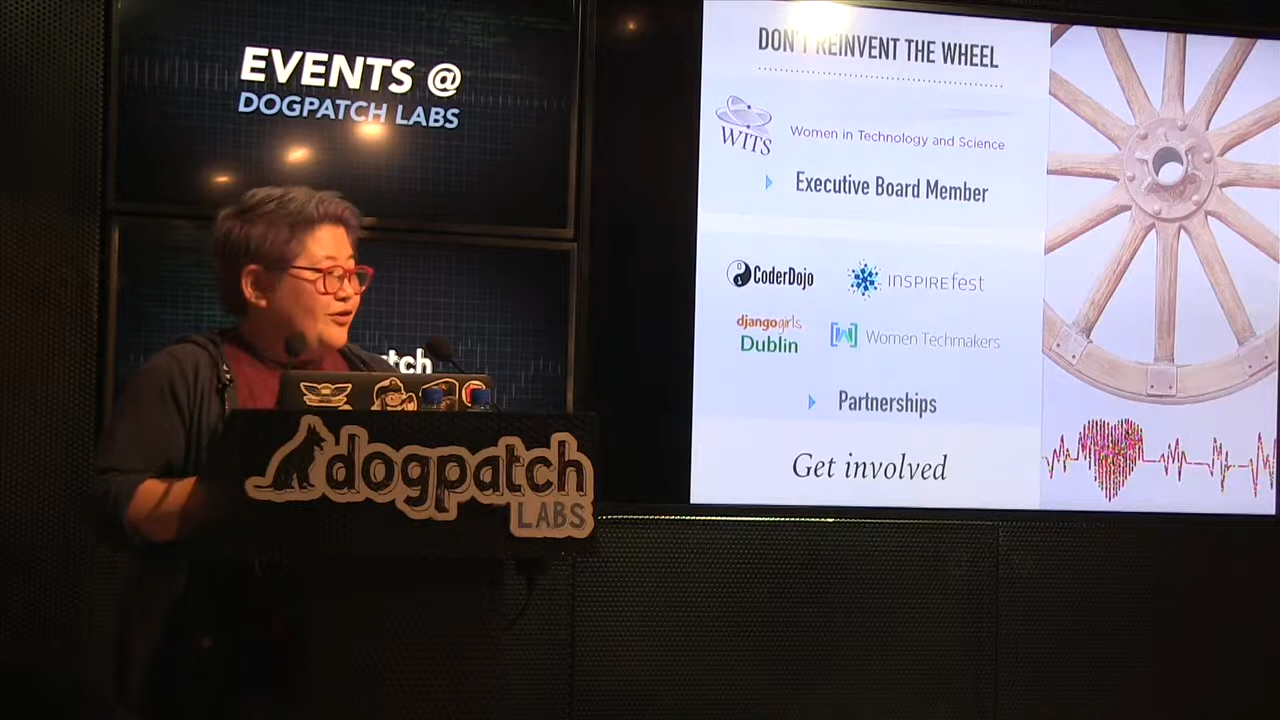 EVENTS @
DOGPATCH LABS
tch
dogpatch
LABS
DON'T REINVENT THE WHEEL
WITS
Women in Technology and Science
Executive Board Member
CoderDojo
INSPIREfest
djangogirls
Dublin
Women Techmakers
Partnerships
Get involved